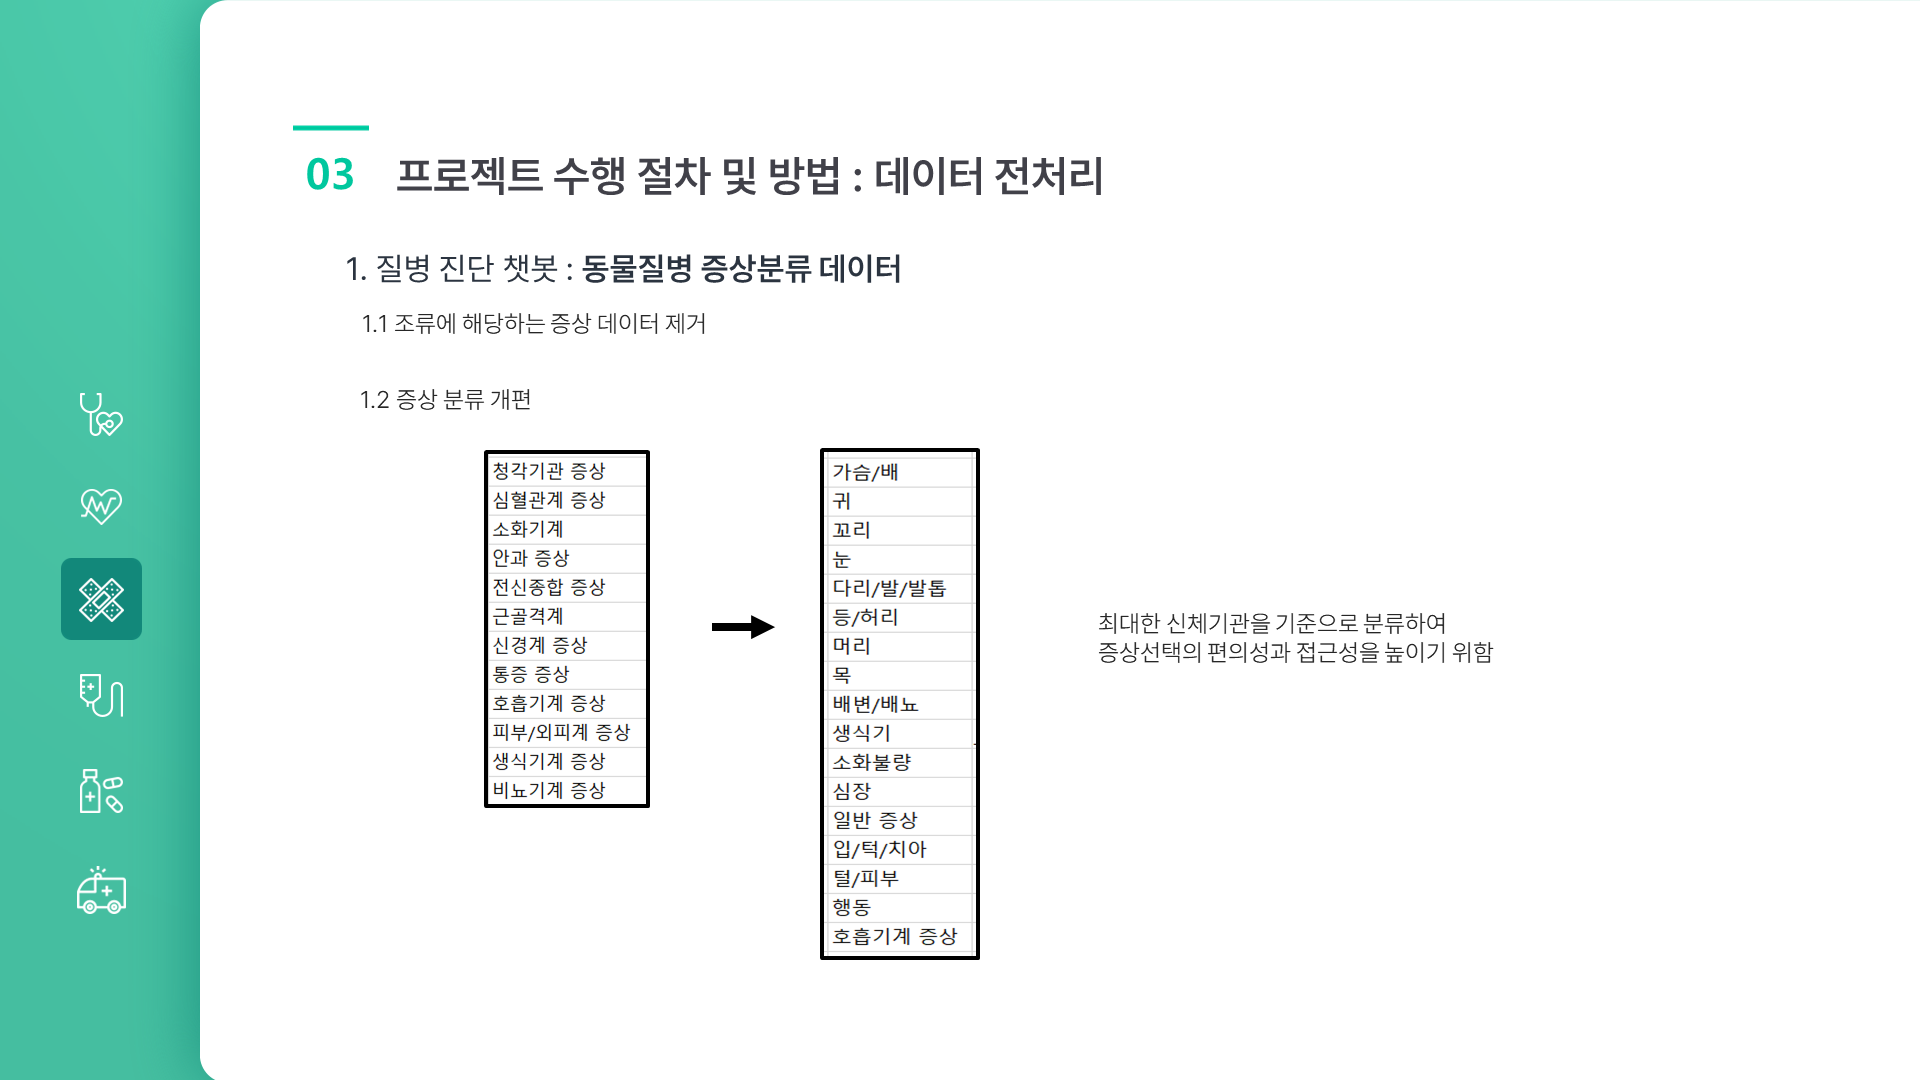 03 프로젝트 수행 절차 및 방법 : 데이터 전처리
1. 질병 진단 챗봇 : 동물질병 증상분류 데이터
1.1 조류에 해당하는 증상 데이터 제거
1.2 증상 분류 개편
청각기관 증상
심혈관계 증상
소화기계
안과 증상
전신종합 증상
근골격계
신경계 증상
통증 증상
호흡기계 증상
피부/외피계 증상
생식기계 증상
비뇨기계 증상
가슴/배
귀
꼬리
눈
다리/발/발톱
등/허리
머리
목
배변/배뇨
생식기
소화불량
심장
일반 증상
입/턱/치아
털/피부
행동
호흡기계 증상
최대한 신체기관을 기준으로 분류하여
증상선택의 편의성과 접근성을 높이기 위함